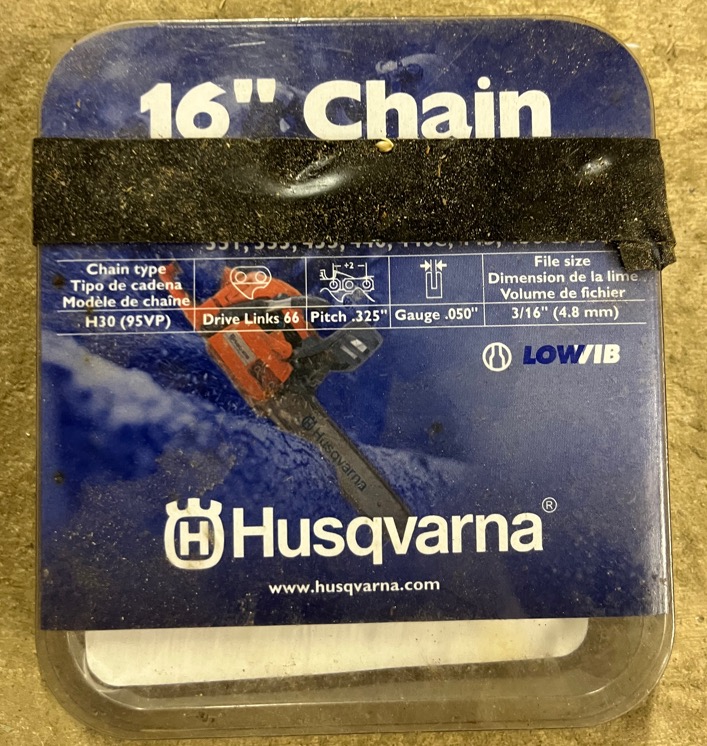 16" Chain
Chain type
Tipo de cadena
Modèle de chaîne
+2
File size
Dimension de la lime
Volume de fichier
H30 (95VP)
Drive Links 66
Pitch .325"
Gauge .050"
3/16" (4.8 mm)
LOWVIB
Husqvarna
H Husqvarna®
www.husqvarna.com